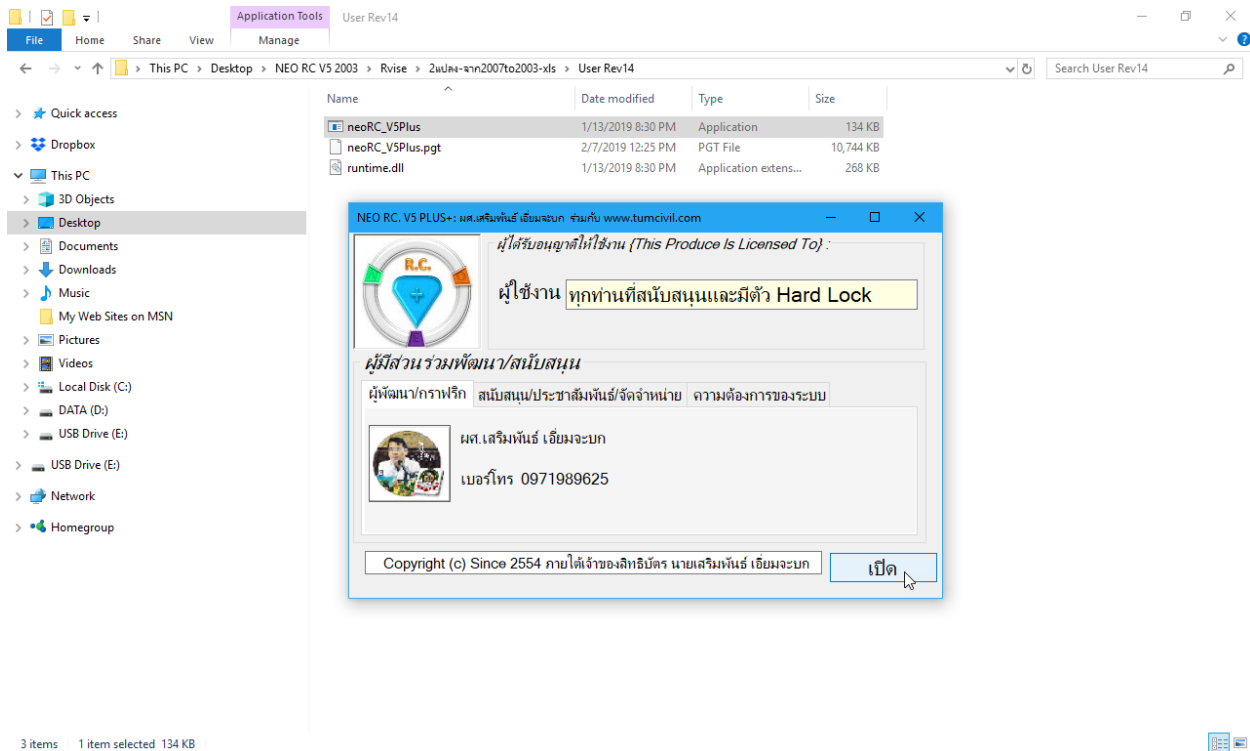 Application Tools
User Rev14
File Home Share View Manage
This PC Desktop NEO RC V5 2003 Rvise 2แปลง-จาก2007to2003-xls User Rev14
Search User Rev14
Name Date modified Type Size
neoRC_V5Plus 1/13/2019 8:30 PM Application 134 KB
neoRC_V5Plus.pgt 2/7/2019 12:25 PM PGT File 10,744 KB
runtime.dll 1/13/2019 8:30 PM Application extens... 268 KB
Quick access
Dropbox
This PC
3D Objects
Desktop
Documents
Downloads
Music
My Web Sites on MSN
Pictures
Videos
Local Disk (C:)
DATA (D:)
USB Drive (E:)
USB Drive (E:)
Network
Homegroup
NEO RC. V5 PLUS+: ผศ.เสริมพันธ์ เอี่ยมจะบก ร่วมกับ www.tumcivil.com
R.C.
ผู้ได้รับอนุญาติให้ใช้งาน {This Produce Is Licensed To} :
ผู้ใช้งาน ทุกท่านที่สนับสนุนและมีตัว Hard Lock
ผู้มีส่วนร่วมพัฒนา/สนับสนุน
ผู้พัฒนา/กราฟริก สนับสนุน/ประชาสัมพันธ์/จัดจำหน่าย ความต้องการของระบบ
ผศ.เสริมพันธ์ เอี่ยมจะบก
เบอร์โทร 0971989625
Copyright (c) Since 2554 ภายใต้เจ้าของสิทธิบัตร นายเสริมพันธ์ เอี่ยมจะบก
เปิด
3 items 1 item selected 134 KB